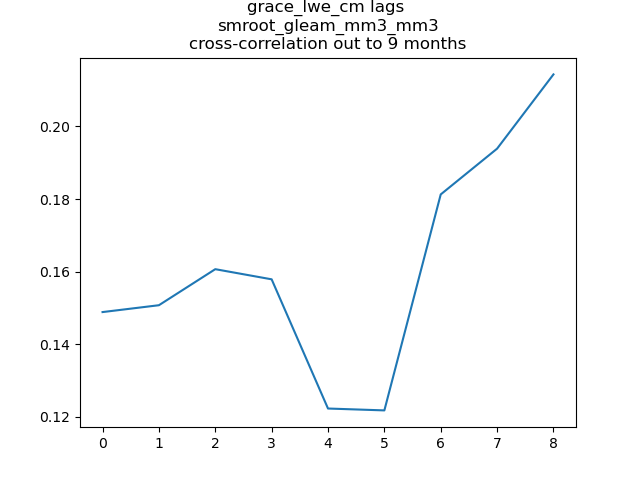 grace_lwe_cm lags
smroot_gleam_mm3_mm3
cross-correlation out to 9 months
0.20
0.18
0.16
0.14
0.12
0 1 2 3 4 5 6 7 8